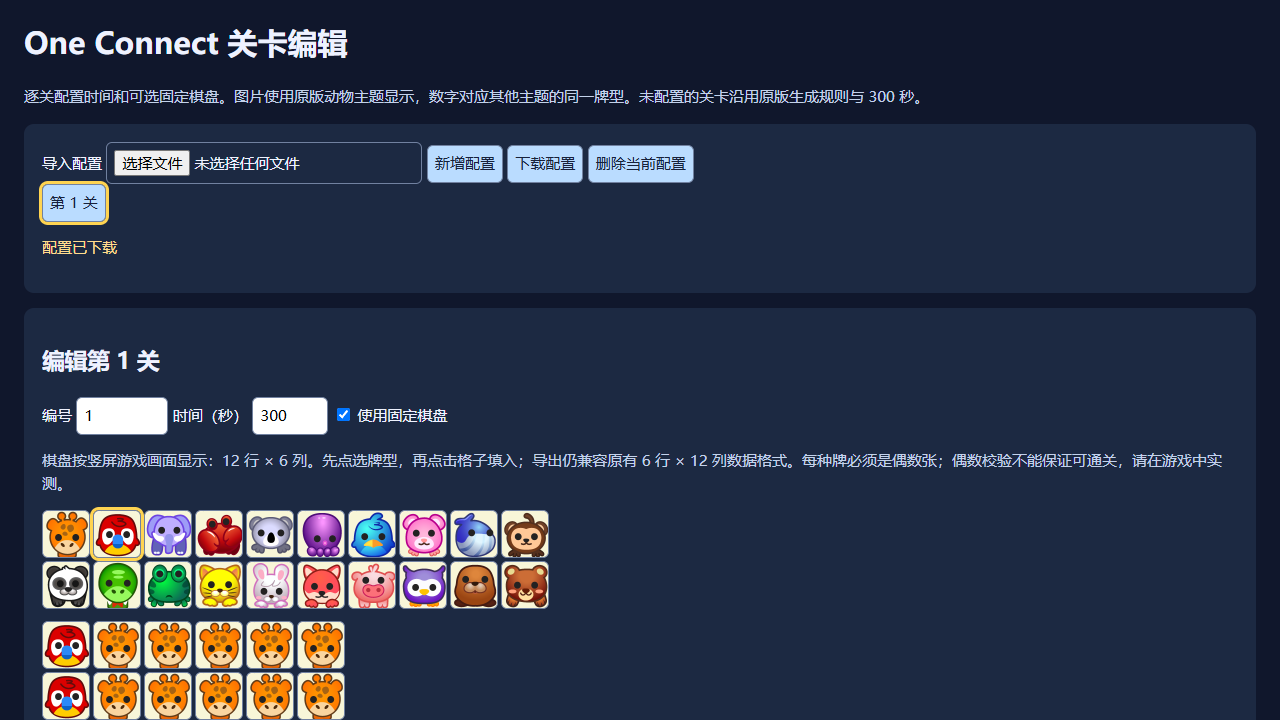 One Connect 关卡编辑
逐关配置时间和可选固定棋盘。图片使用原版动物主题显示，数字对应其他主题的同一牌型。未配置的关卡沿用原版生成规则与 300 秒。
导入配置 选择文件 未选择任何文件 新增配置 下载配置 删除当前配置
第 1 关
配置已下载
编辑第 1 关
编号 1 时间（秒） 300 使用固定棋盘
棋盘按竖屏游戏画面显示：12 行 × 6 列。先点选牌型，再点击格子填入；导出仍兼容原有 6 行 × 12 列数据格式。每种牌必须是偶数张；偶数校验不能保证可通关，请在游戏中实
测。